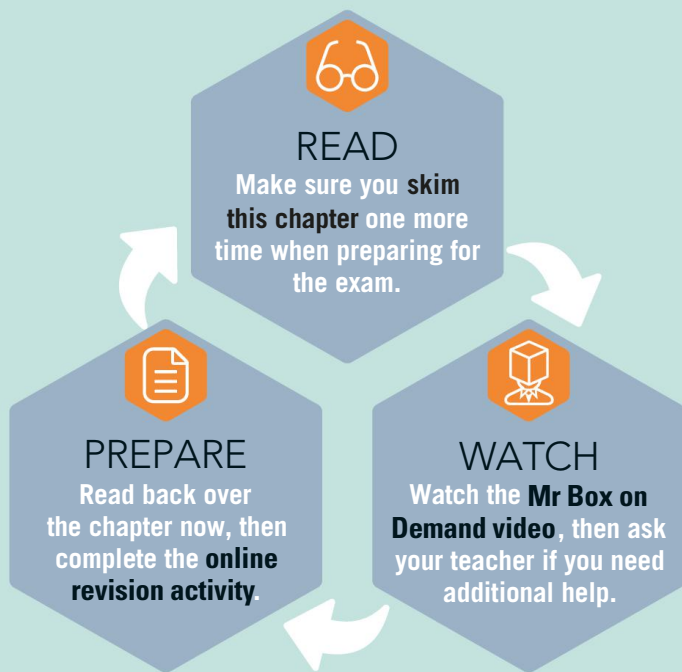 READ
Make sure you skim
this chapter one more
time when preparing for
the exam.
WATCH
Watch the Mr Box on
Demand video, then ask
your teacher if you need
additional help.
PREPARE
Read back over
the chapter now, then
complete the online
revision activity.